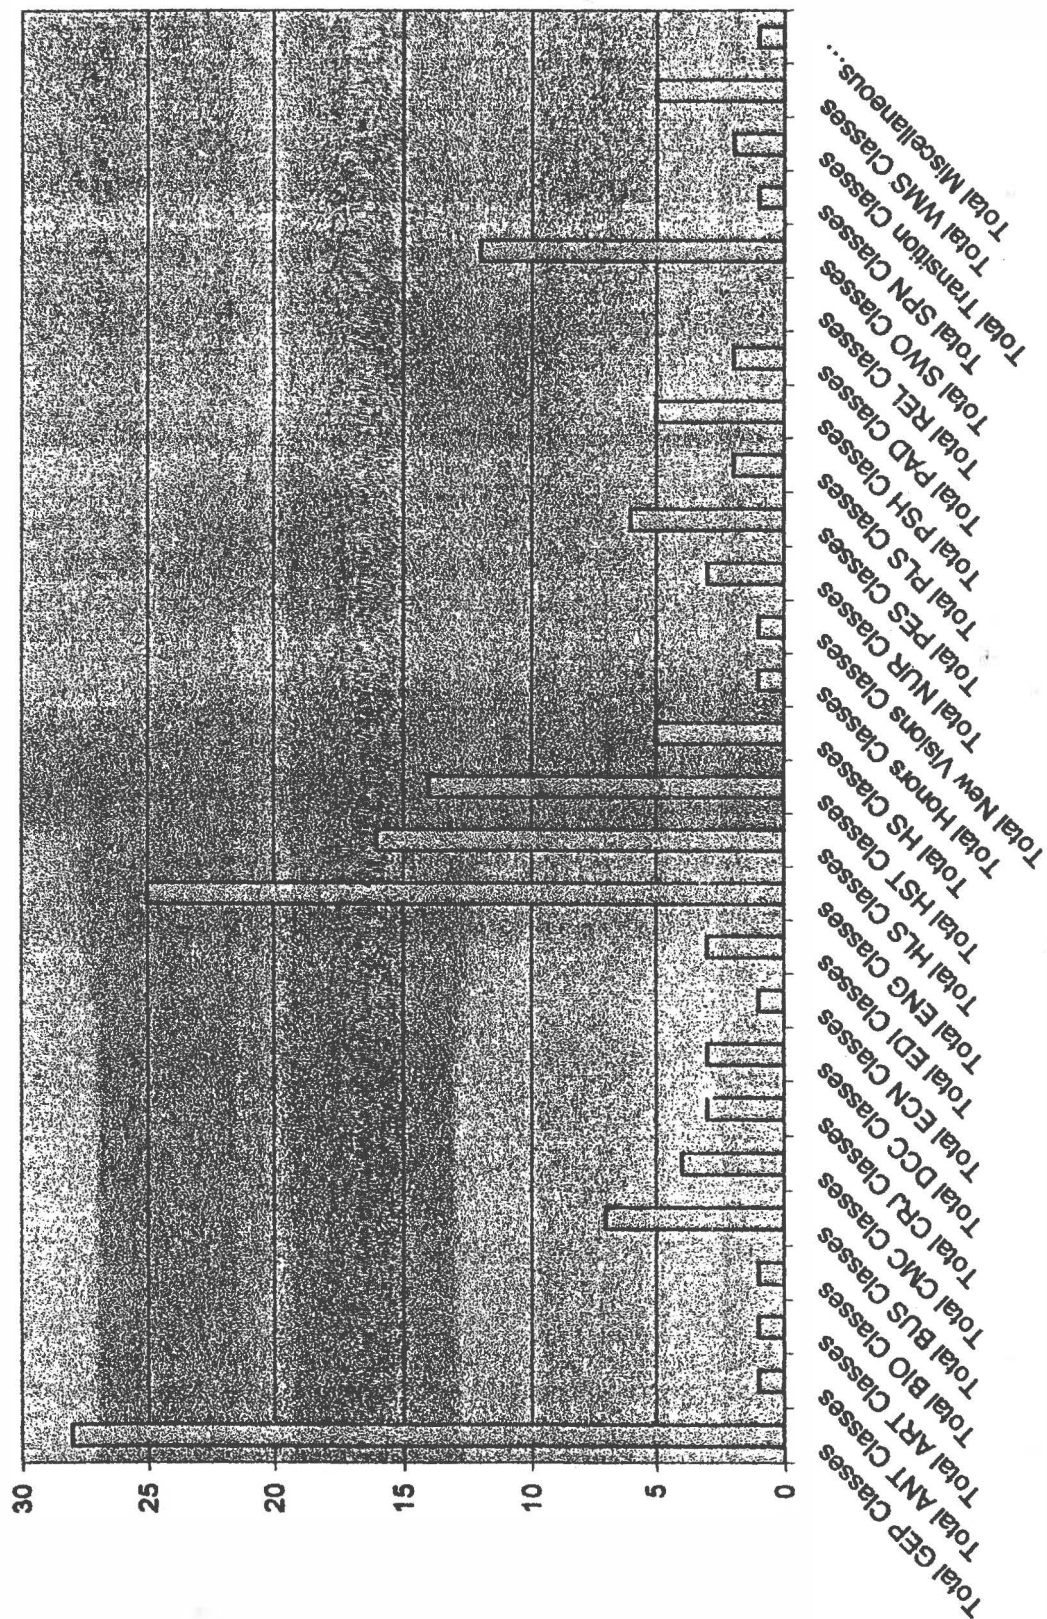 30
25
20
15
10
5
0
Total GEP Classes
Total ANT Classes
Total ART Classes
Total BIO Classes
Total BUS Classes
Total CMC Classes
Total CRJ Classes
Total DCC Classes
Total ECN Classes
Total EDI Classes
Total ENG Classes
Total HLS Classes
Total HST Classes
Total HS Classes
Total Honors Classes
Total New Visions Classes
Total NUR Classes
Total PES Classes
Total PLS Classes
Total PSH Classes
Total PAD Classes
Total REL Classes
Total SWO Classes
Total SPN Classes
Total Transition Classes
Total WMS Classes
Total Miscellaneous...